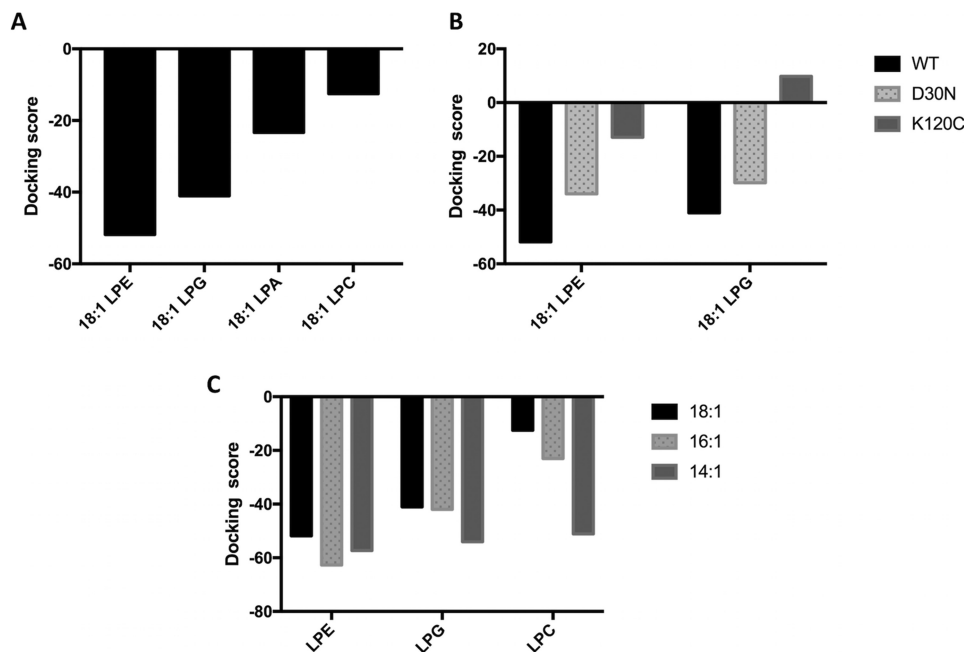 A
Docking score
0
-20
-40
-60
18:1 LPE
18:1 LPG
18:1 LPA
18:1 LPC
B
Docking score
20
0
-20
-40
-60
18:1 LPE
18:1 LPG
WT
D30N
K120C
C
Docking score
0
-20
-40
-60
-80
LPE
LPG
LPC
18:1
16:1
14:1